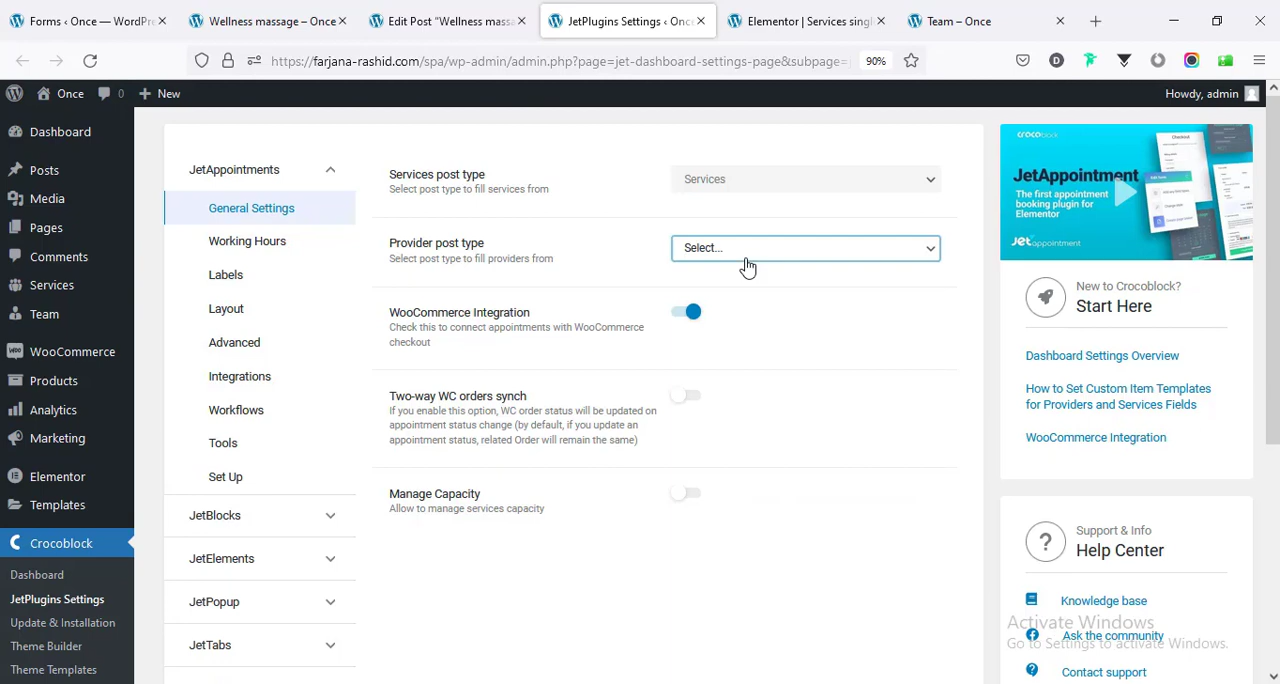 Forms ‹ Once — WordPre
Wellness massage – Once
Edit Post "Wellness mass
JetPlugins Settings ‹ Onc
Elementor | Services singl
Team – Once
https://farjana-rashid.com/spa/wp-admin/admin.php?page=jet-dashboard-settings-page&subpage=
90%
Once
0
New
Howdy, admin
Dashboard
Posts
Media
Pages
Comments
Services
Team
WooCommerce
Products
Analytics
Marketing
Elementor
Templates
Crocoblock
Dashboard
JetPlugins Settings
Update & Installation
Theme Builder
Theme Templates
JetAppointments
General Settings
Working Hours
Labels
Layout
Advanced
Integrations
Workflows
Tools
Set Up
JetBlocks
JetElements
JetPopup
JetTabs
Services post type
Select post type to fill services from
Services
Provider post type
Select post type to fill providers from
Select...
WooCommerce Integration
Check this to connect appointments with WooCommerce
checkout
Two-way WC orders synch
If you enable this option, WC order status will be updated on
appointment status change (by default, if you update an
appointment status, related Order will remain the same)
Manage Capacity
Allow to manage services capacity
crocoblock
JetAppointment
The first appointment
booking plugin for
Elementor
Jet appointment
New to Crocoblock?
Start Here
Dashboard Settings Overview
How to Set Custom Item Templates
for Providers and Services Fields
WooCommerce Integration
Support & Info
Help Center
Knowledge base
Ask the community
Contact support
Activate Windows
Go to Settings to activate Windows.